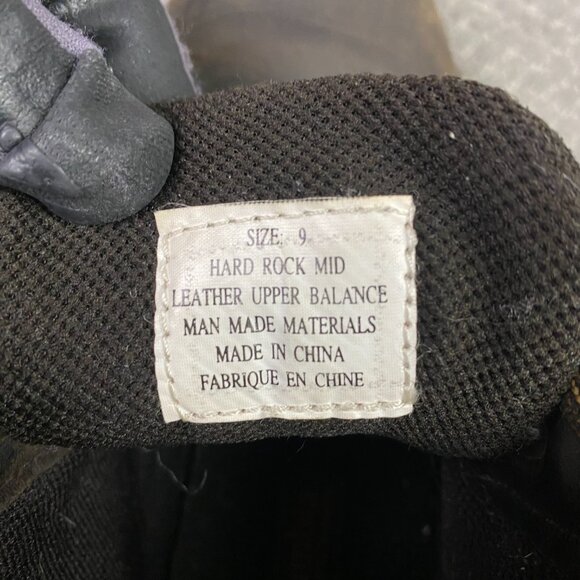 SIZE: 9
HARD ROCK MID
LEATHER UPPER BALANCE
MAN MADE MATERIALS
MADE IN CHINA
FABRIQUE EN CHINE